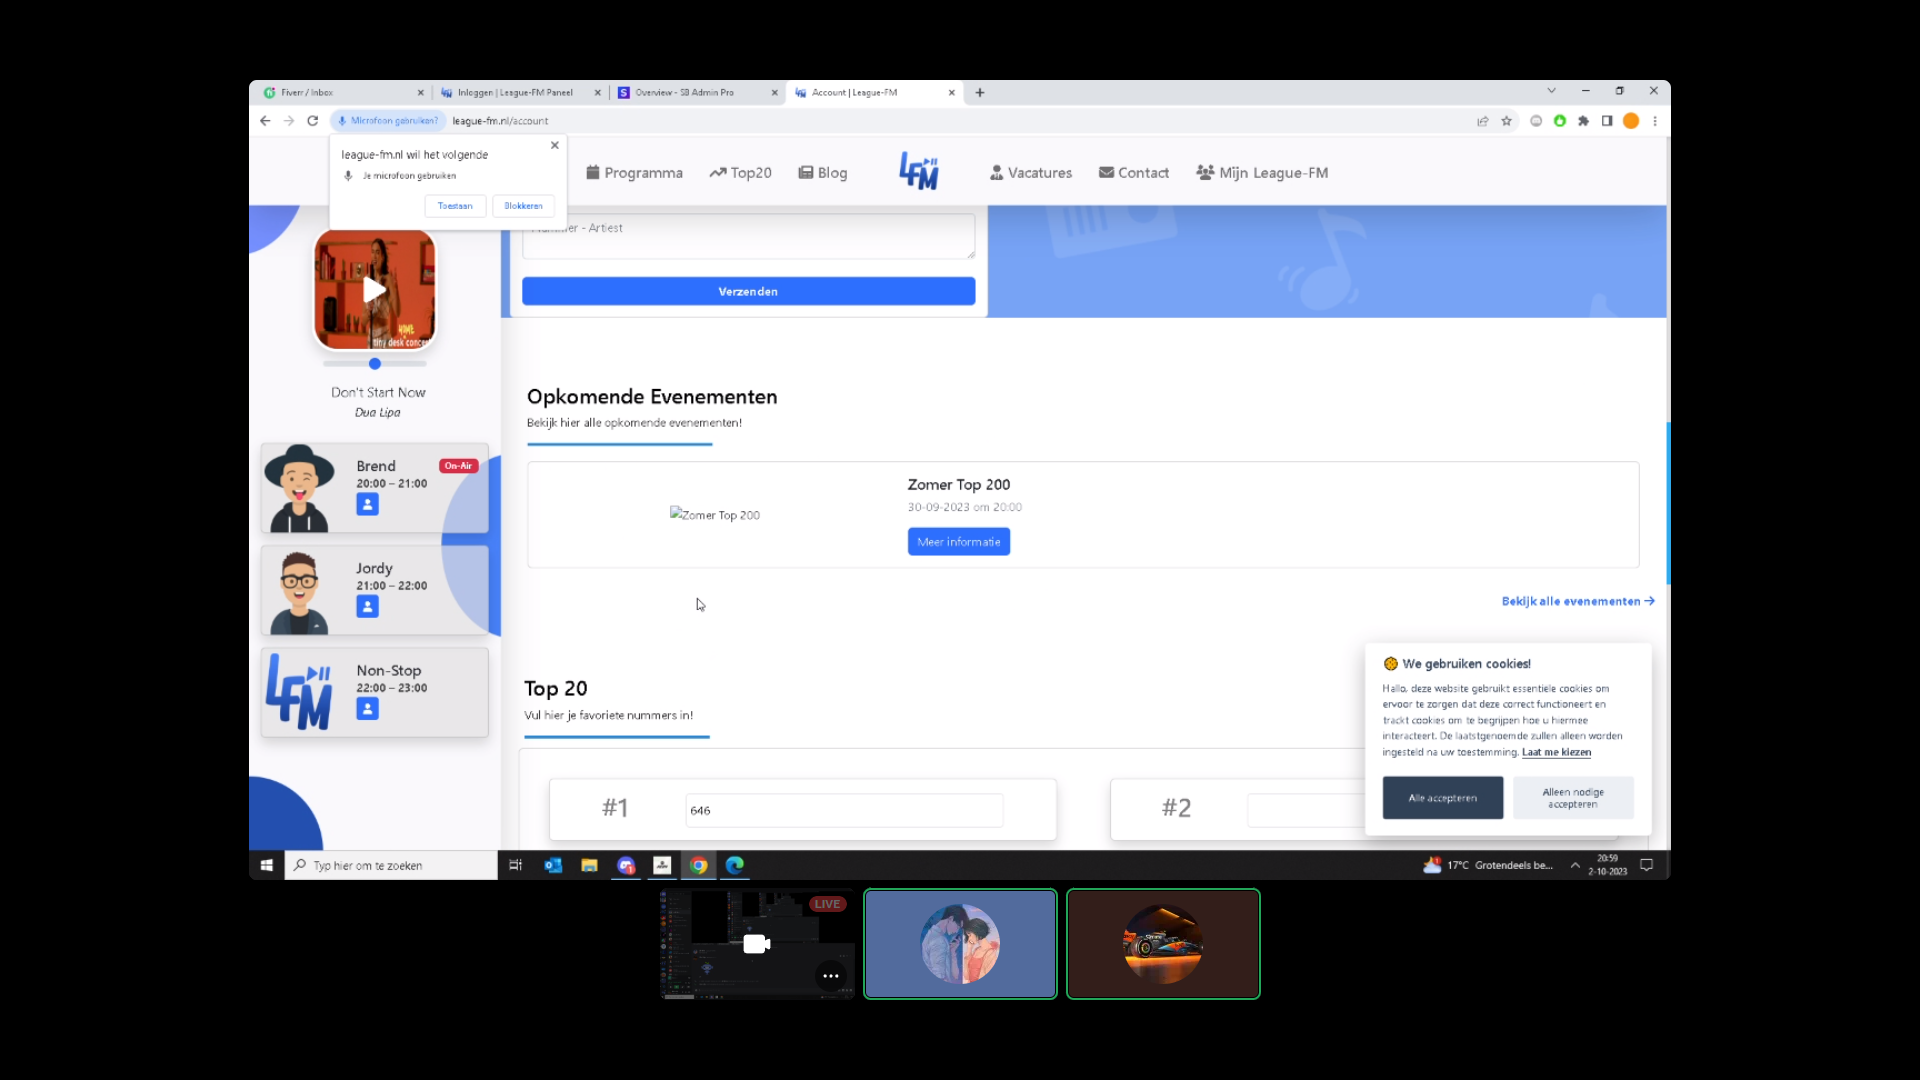 Fiverr / Inbox
Inloggen | League-FM Paneel
Overview - SB Admin Pro
Account | League-FM
Microfoon gebruiken?
league-fm.nl/account
league-fm.nl wil het volgende
Je microfoon gebruiken
Toestaan
Blokkeren
Programma
Top20
Blog
LFM
Vacatures
Contact
Mijn League-FM
- Artiest
Verzenden
HOME
tiny desk concert
Don't Start Now
Dua Lipa
Brend
On-Air
20:00 – 21:00
Jordy
21:00 – 22:00
LFM
Non-Stop
22:00 – 23:00
Opkomende Evenementen
Bekijk hier alle opkomende evenementen!
Zomer Top 200
Zomer Top 200
30-09-2023 om 20:00
Meer informatie
Bekijk alle evenementen →
Top 20
Vul hier je favoriete nummers in!
#1
646
#2
We gebruiken cookies!
Hallo, deze website gebruikt essentiële cookies om
ervoor te zorgen dat deze correct functioneert en
trackt cookies om te begrijpen hoe u hiermee
interacteert. De laatstgenoemde zullen alleen worden
ingesteld na uw toestemming. Laat me kiezen
Alle accepteren
Alleen nodige
accepteren
Typ hier om te zoeken
17°C Grotendeels be...
20:59
2-10-2023
LIVE